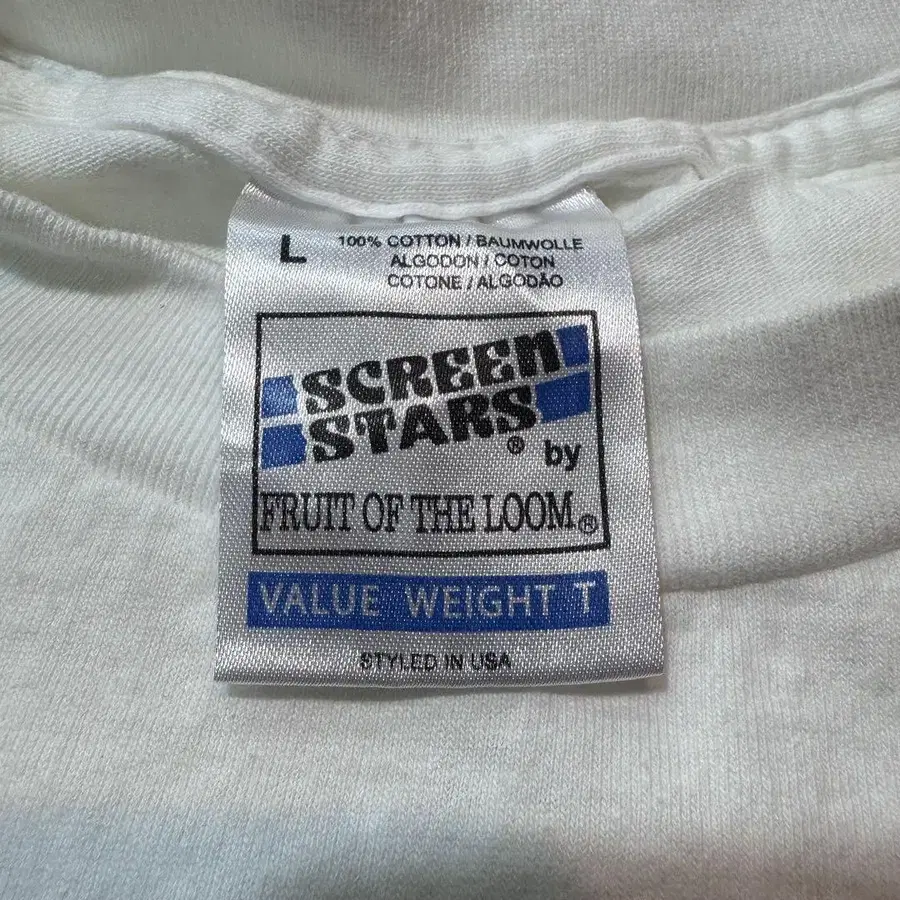 L
100% COTTON / BAUMWOLLE
ALGODON / COTON
COTONE / ALGODÃO
SCREEN
STARS® by
FRUIT OF THE LOOM®
VALUE WEIGHT T
STYLED IN USA